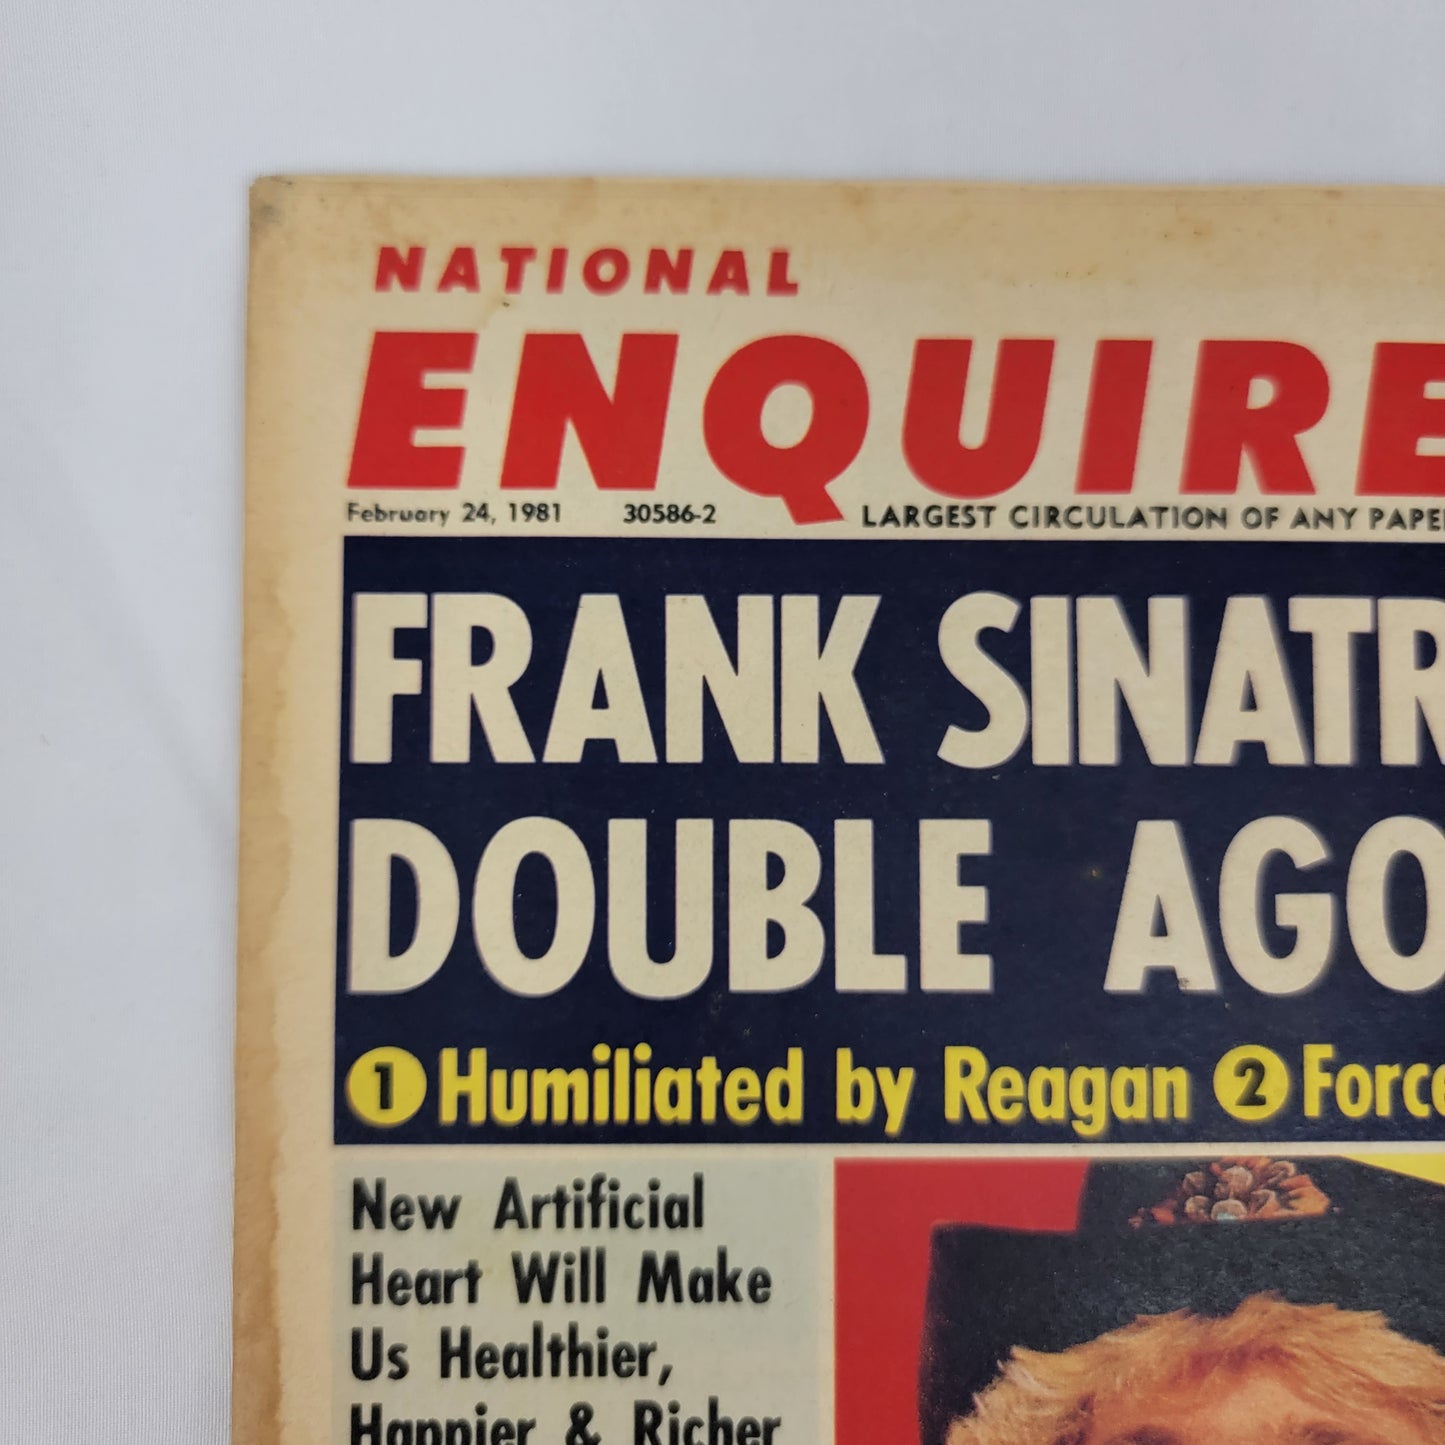 NATIONAL
ENQUIRE
February 24, 1981 30586-2 LARGEST CIRCULATION OF ANY PAPE
FRANK SINATR
DOUBLE AGO
1 Humiliated by Reagan 2 Force
New Artificial
Heart Will Make
Us Healthier,
Happier & Richer